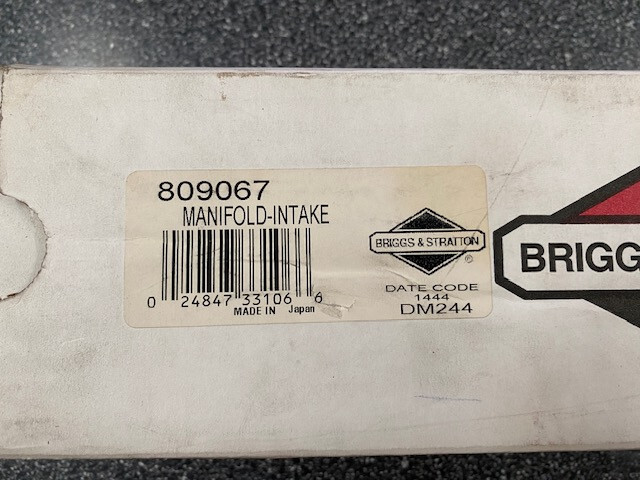 809067
MANIFOLD-INTAKE
0 24847 33106 6
MADE IN Japan
BRIGGS & STRATTON
®
DATE CODE
1444
DM244
BRIGG